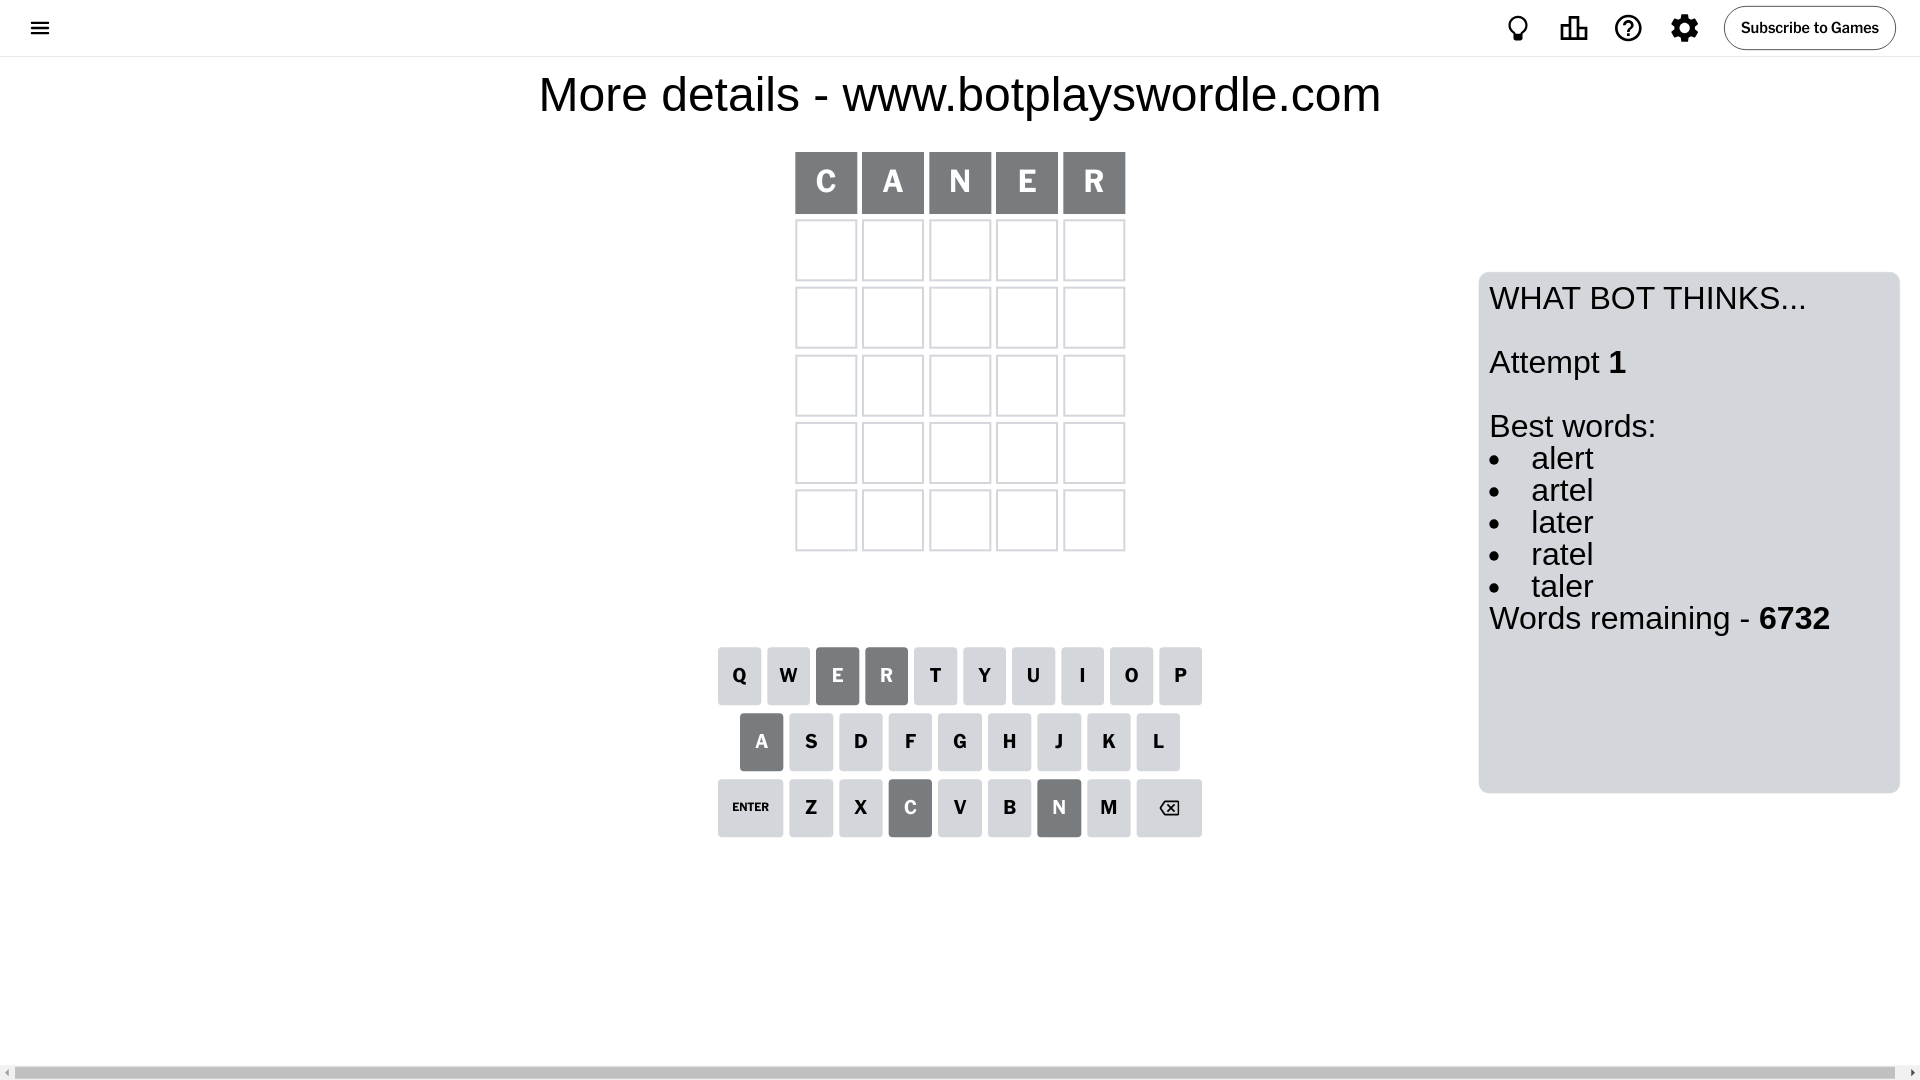 Subscribe to Games
More details - www.botplayswordle.com
C A N E R
WHAT BOT THINKS...
Attempt 1
Best words:
• alert
• artel
• later
• ratel
• taler
Words remaining - 6732
Q W E R T Y U I O P
A S D F G H J K L
ENTER Z X C V B N M